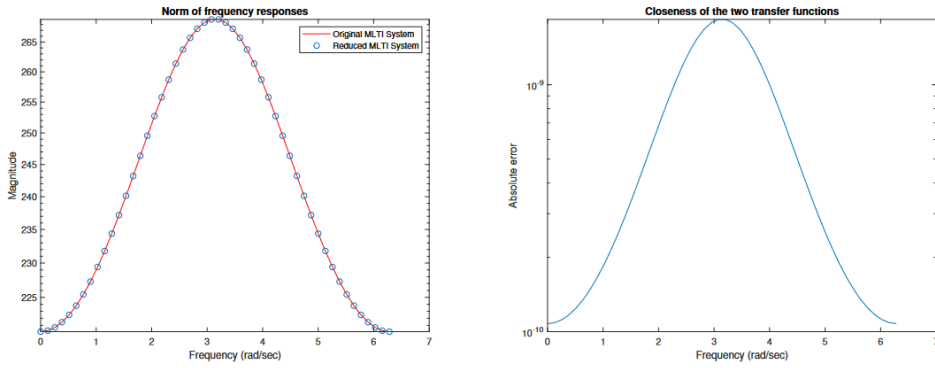 Norm of frequency responses
Original MLTI System
Reduced MLTI System
Magnitude
265
260
255
250
245
240
235
230
225
0 1 2 3 4 5 6 7
Frequency (rad/sec)
Closeness of the two transfer functions
Absolute error
10-9
10-10
0 1 2 3 4 5 6 7
Frequency (rad/sec)